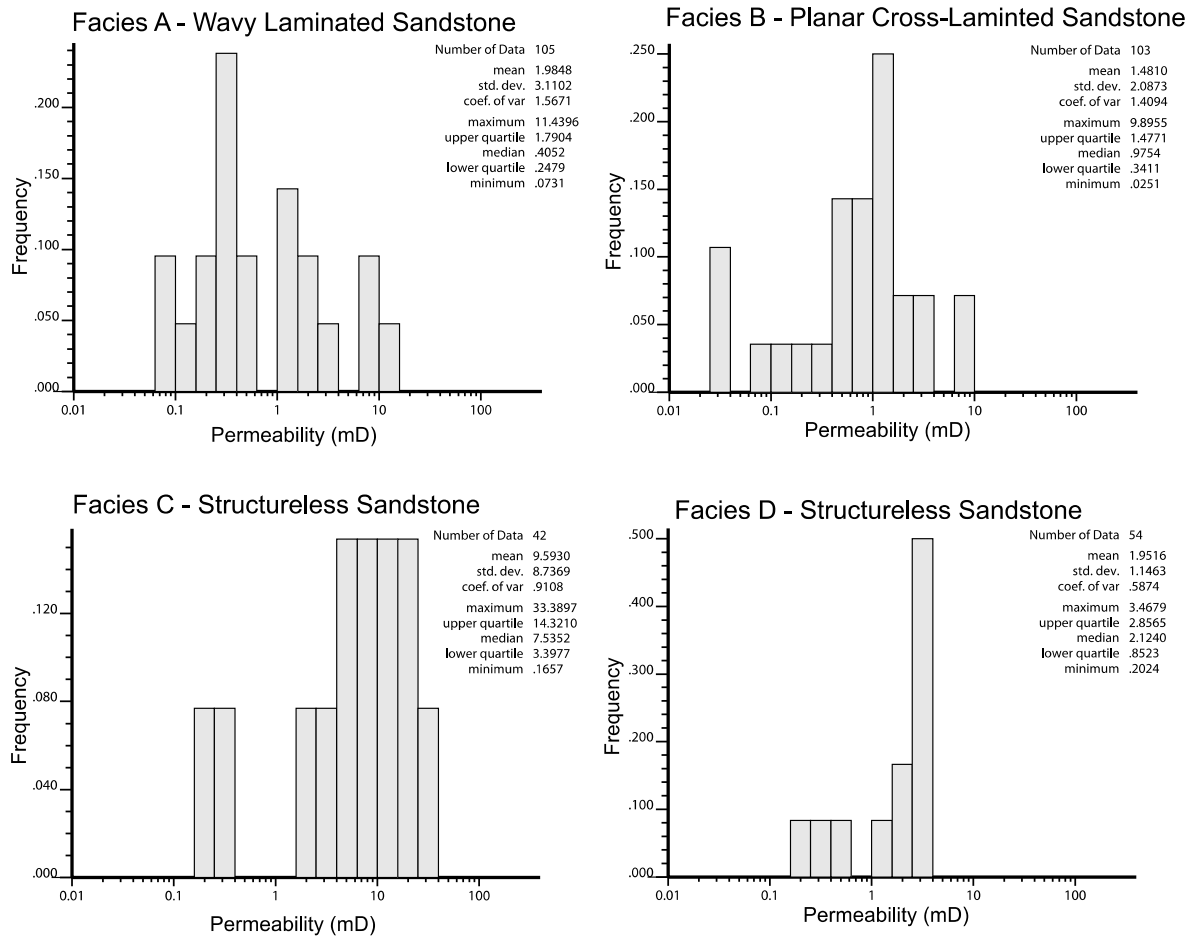 Facies A - Wavy Laminated Sandstone
Number of Data 105
mean 1.9848
std. dev. 3.1102
coef. of var 1.5671
maximum 11.4396
upper quartile 1.7904
median .4052
lower quartile .2479
minimum .0731
Frequency
.200
.150
.100
.050
.000
0.01 0.1 1 10 100
Permeability (mD)
Facies B - Planar Cross-Laminted Sandstone
Number of Data 103
mean 1.4810
std. dev. 2.0873
coef. of var 1.4094
maximum 9.8955
upper quartile 1.4771
median .9754
lower quartile .3411
minimum .0251
Frequency
.250
.200
.150
.100
.050
.000
0.01 0.1 1 10 100
Permeability (mD)
Facies C - Structureless Sandstone
Number of Data 42
mean 9.5930
std. dev. 8.7369
coef. of var .9108
maximum 33.3897
upper quartile 14.3210
median 7.5352
lower quartile 3.3977
minimum .1657
Frequency
.120
.080
.040
.000
0.01 0.1 1 10 100
Permeability (mD)
Facies D - Structureless Sandstone
Number of Data 54
mean 1.9516
std. dev. 1.1463
coef. of var .5874
maximum 3.4679
upper quartile 2.8565
median 2.1240
lower quartile .8523
minimum .2024
Frequency
.500
.400
.300
.200
.100
.000
0.01 0.1 1 10 100
Permeability (mD)